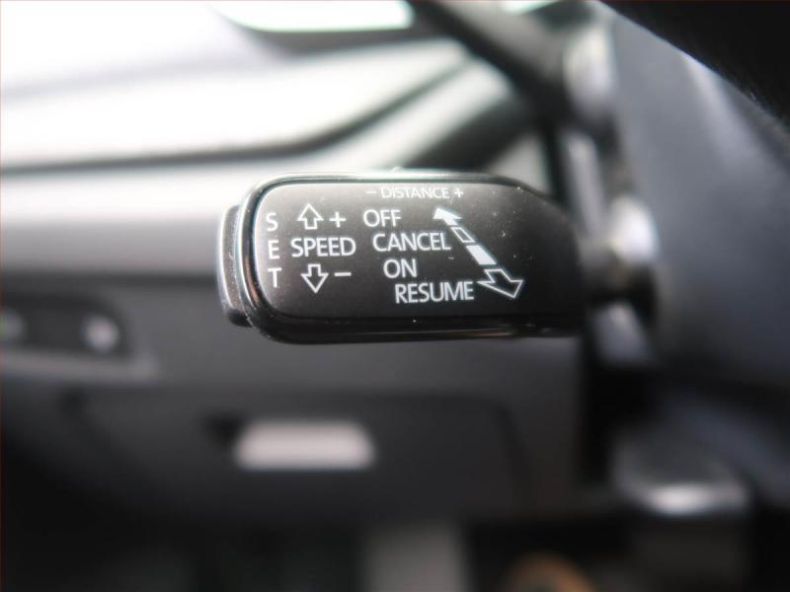 − DISTANCE +
S
E
T
+
SPEED
−
OFF
CANCEL
ON
RESUME